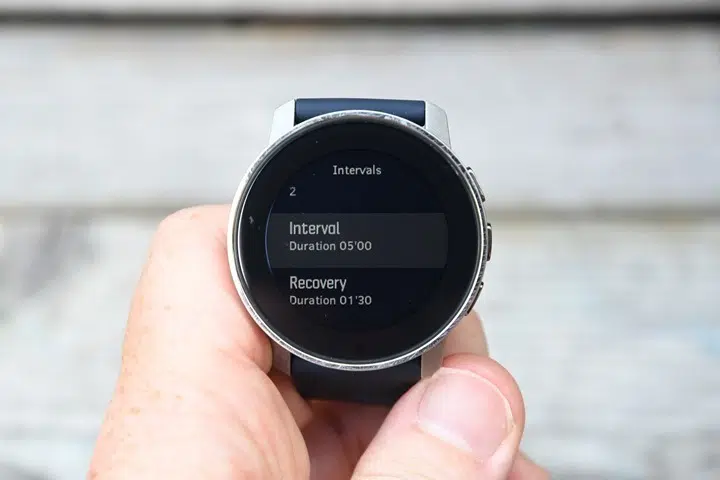 Intervals
2
Interval
Duration 05'00
Recovery
Duration 01'30